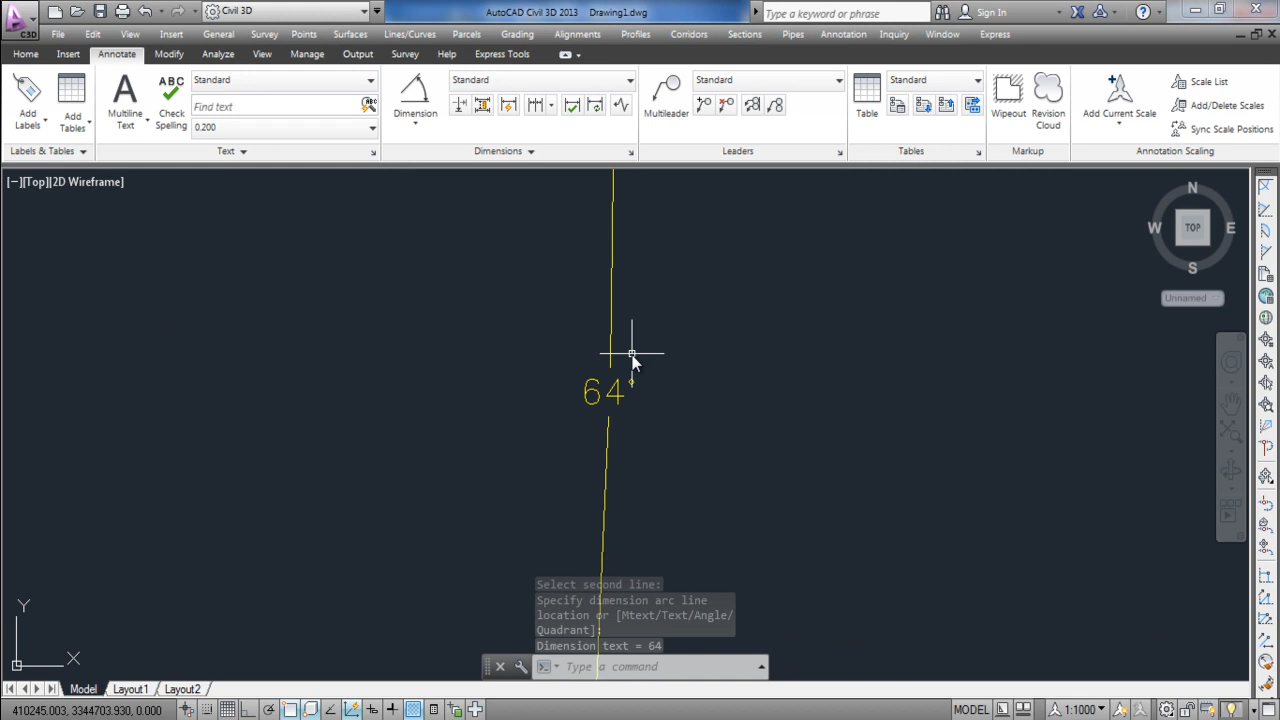 Civil 3D
AutoCAD Civil 3D 2013 Drawing1.dwg
Type a keyword or phrase
Sign In
C3D
File Edit View Insert General Survey Points Surfaces Lines/Curves Parcels Grading Alignments Profiles Corridors Sections Pipes Annotation Inquiry Window Express
Home Insert Annotate Modify Analyze View Manage Output Survey Help Express Tools
Add Labels
Add Tables
Labels & Tables
Multiline Text
ABC
Check Spelling
Standard
Find text
0.200
Text
Dimension
Standard
Dimensions
Multileader
Standard
Leaders
Table
Standard
Tables
Wipeout
Revision Cloud
Markup
Add Current Scale
Scale List
Add/Delete Scales
Sync Scale Positions
Annotation Scaling
[−][Top][2D Wireframe]
N
W TOP E
S
Unnamed
64°
Select second line:
Specify dimension arc line
location or [Mtext/Text/Angle/
Quadrant]:
Dimension text = 64
Type a command
Y
X
Model Layout1 Layout2
410245.003, 3344703.930, 0.000
MODEL
1:1000